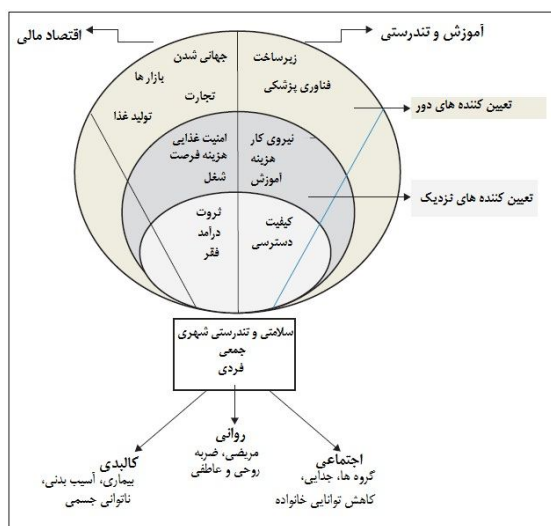 آموزش و تندرستی
اقتصاد مالی
زیرساخت
فناوری پزشکی
جهانی شدن
بازار ها
تجارت
تولید غذا
تعیین کننده های دور
نیروی کار
هزینه
آموزش
امنیت غذایی
هزینه فرصت
شغل
تعیین کننده های نزدیک
کیفیت
دسترسی
ثروت
درآمد
فقر
سلامتی و تندرستی شهری
جمعی
فردی
اجتماعی
گروه ها، جدایی،
کاهش توانایی خانواده
روانی
مریضی، ضربه
روحی و عاطفی
کالبدی
بیماری، آسیب بدنی،
ناتوانی جسمی